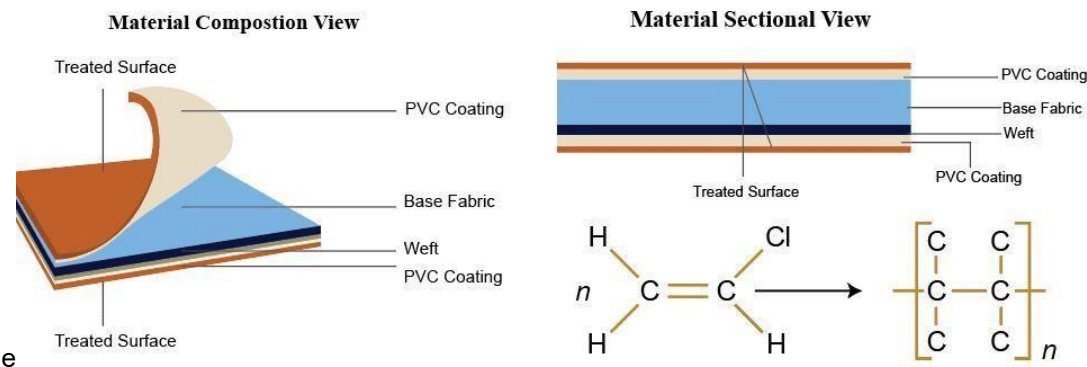 Material Compostion View
Treated Surface
PVC Coating
Base Fabric
Weft
PVC Coating
Treated Surface
e
Material Sectional View
PVC Coating
Base Fabric
Weft
PVC Coating
Treated Surface
H Cl
n C C
H H
C C
C C
C C
n